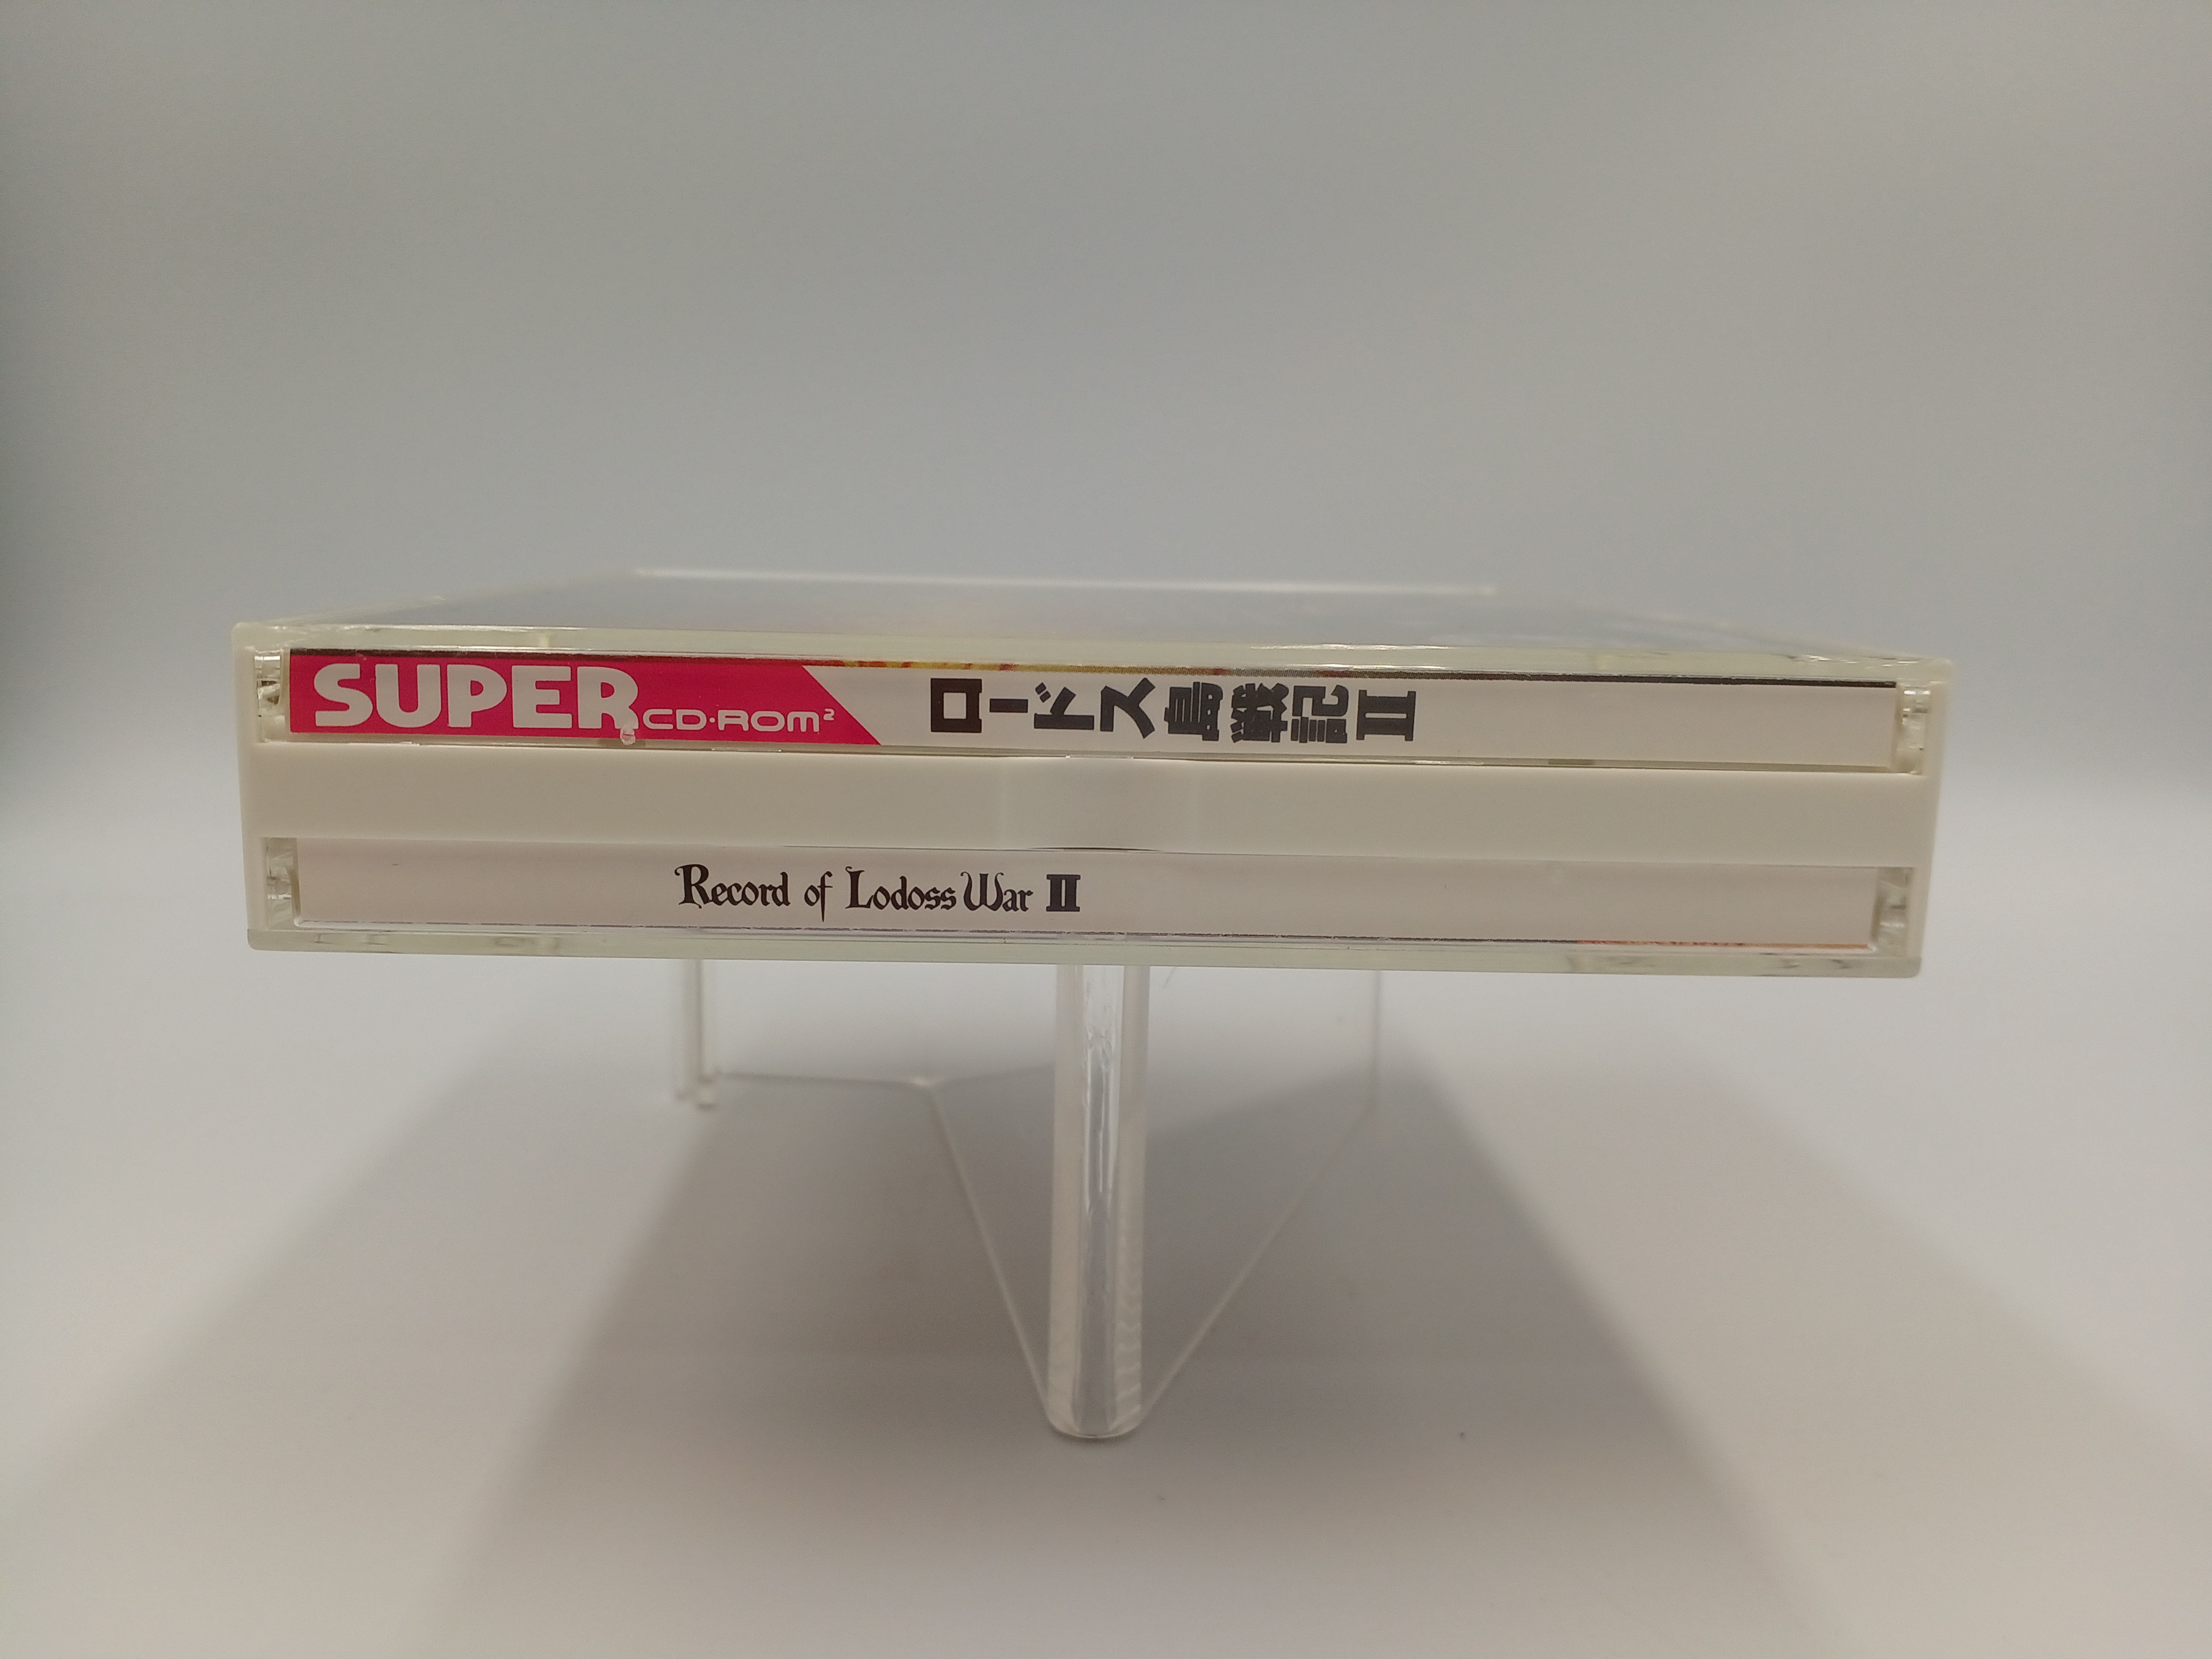 SUPER CD·ROM² ロードス島戦記II
Record of Lodoss War II